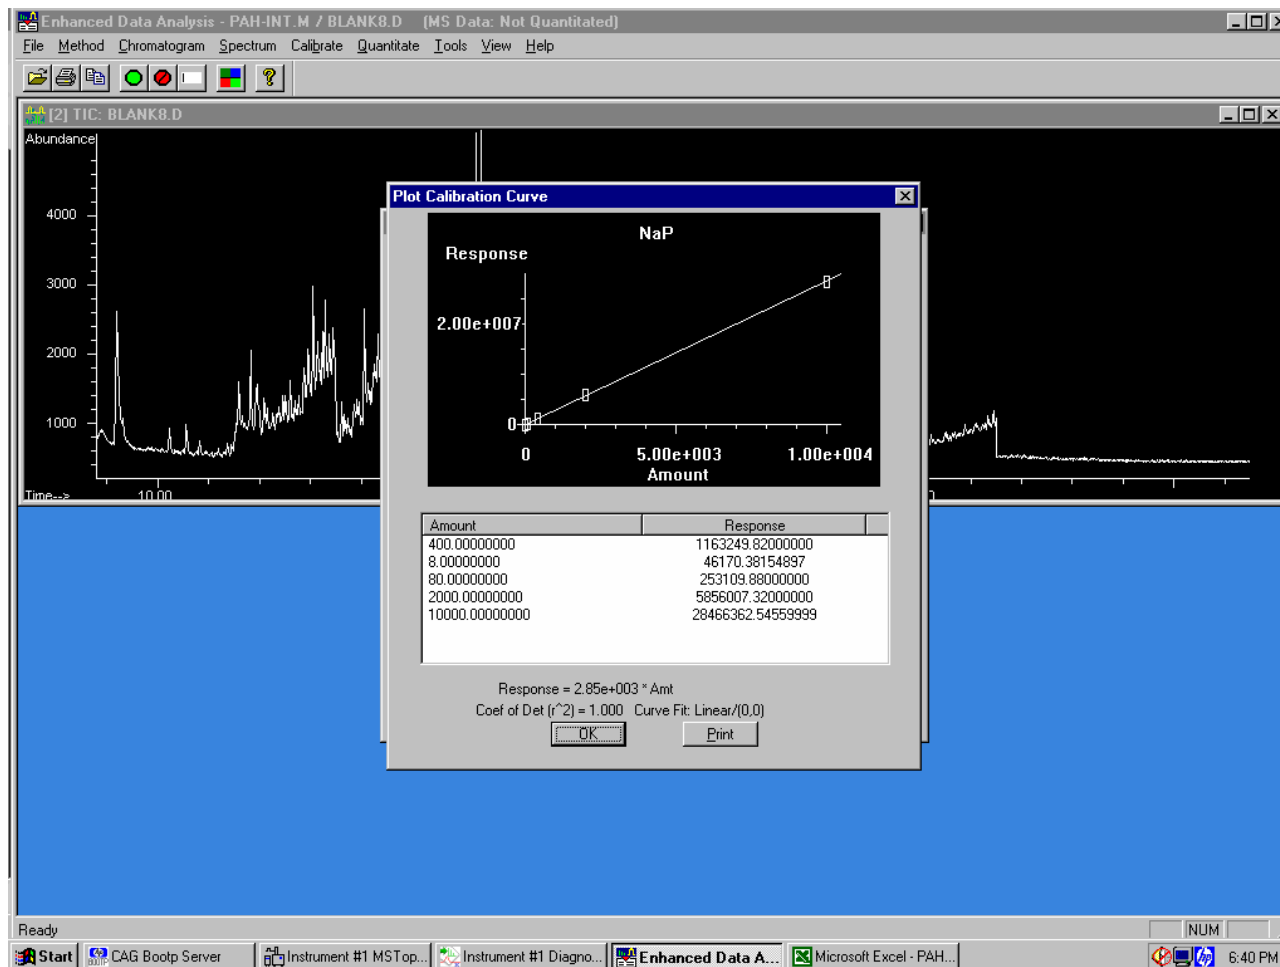 Enhanced Data Analysis - PAH-INT.M / BLANK8.D (MS Data: Not Quantitated)
File Method Chromatogram Spectrum Calibrate Quantitate Tools View Help
[2] TIC: BLANK8.D
Abundance
4000
3000
2000
1000
Time-->
10.00
Plot Calibration Curve
NaP
Response
2.00e+007
0
0 5.00e+003 1.00e+004
Amount
Amount Response
400.00000000 1163249.82000000
8.00000000 46170.38154897
80.00000000 253109.88000000
2000.00000000 5856007.32000000
10000.00000000 28466362.54559999
Response = 2.85e+003 * Amt
Coef of Det (r^2) = 1.000 Curve Fit: Linear/(0,0)
OK Print
Ready NUM
Start CAG Bootp Server Instrument #1 MSTop... Instrument #1 Diagno... Enhanced Data A... Microsoft Excel - PAH... 6:40 PM